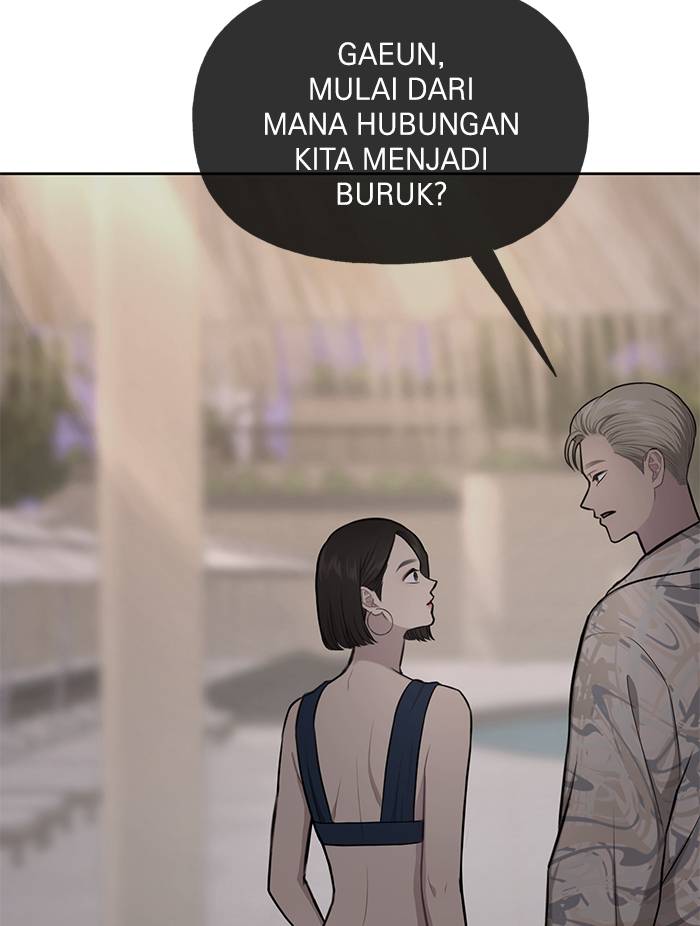 GAEUN,
MULAI DARI
MANA HUBUNGAN
KITA MENJADI
BURUK?